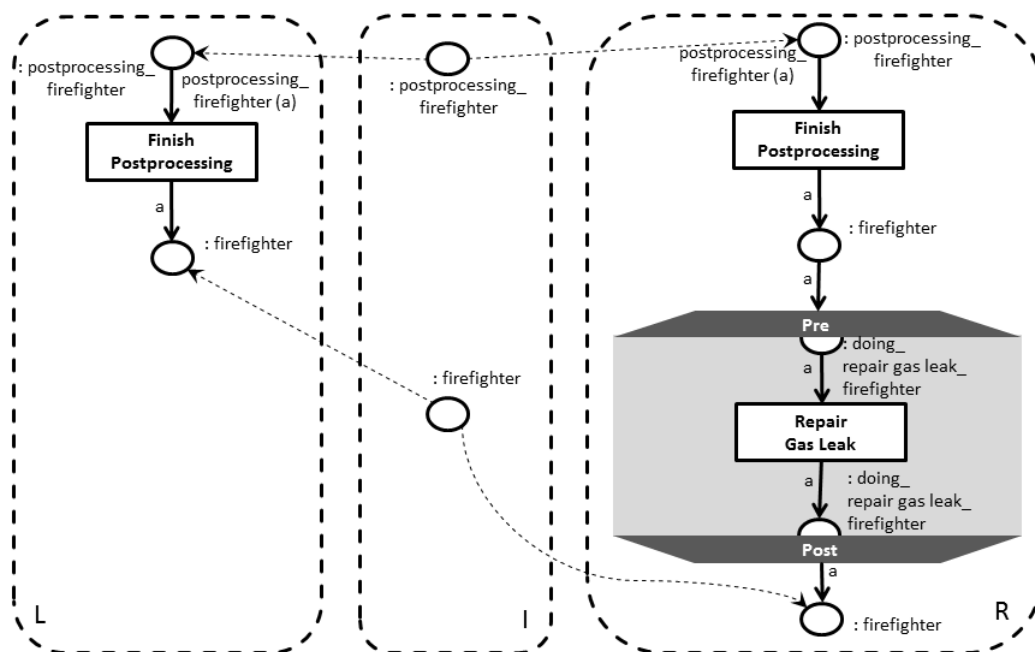 : postprocessing_
firefighter
postprocessing_
firefighter (a)
Finish
Postprocessing
a
: firefighter
L
: postprocessing_
firefighter
: firefighter
I
postprocessing_
firefighter (a)
: postprocessing_
firefighter
Finish
Postprocessing
a
: firefighter
a
Pre
: doing_
repair gas leak_
firefighter
a
Repair
Gas Leak
a
: doing_
repair gas leak_
firefighter
Post
a
: firefighter
R